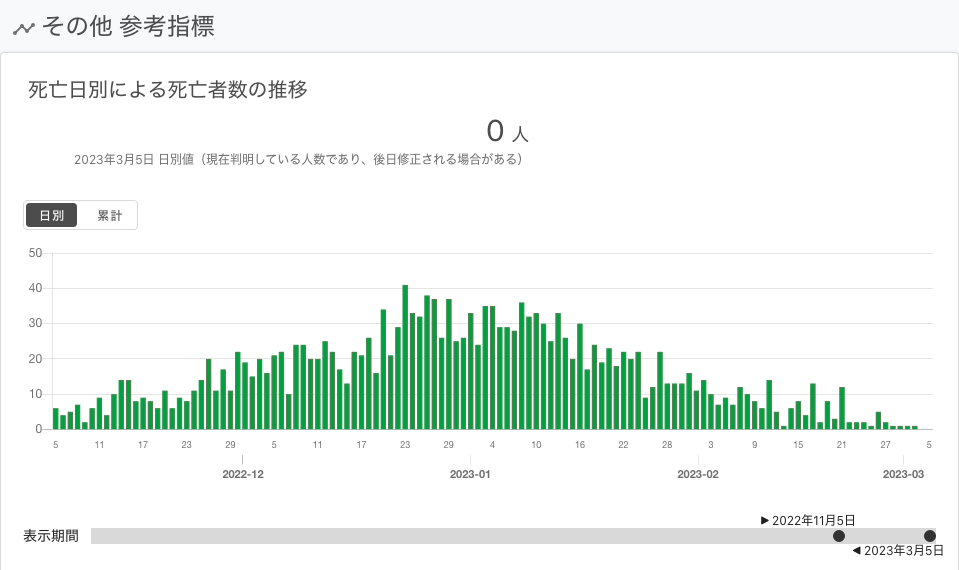 その他 参考指標
死亡日別による死亡者数の推移
0 人
2023年3月5日 日別値（現在判明している人数であり、後日修正される場合がある）
日別 累計
50
40
30
20
10
0
5 11 17 23 29 5 11 17 23 29 4 10 16 22 28 3 9 15 21 27 5
2022-12 2023-01 2023-02 2023-03
▶ 2022年11月5日
表示期間
◀ 2023年3月5日